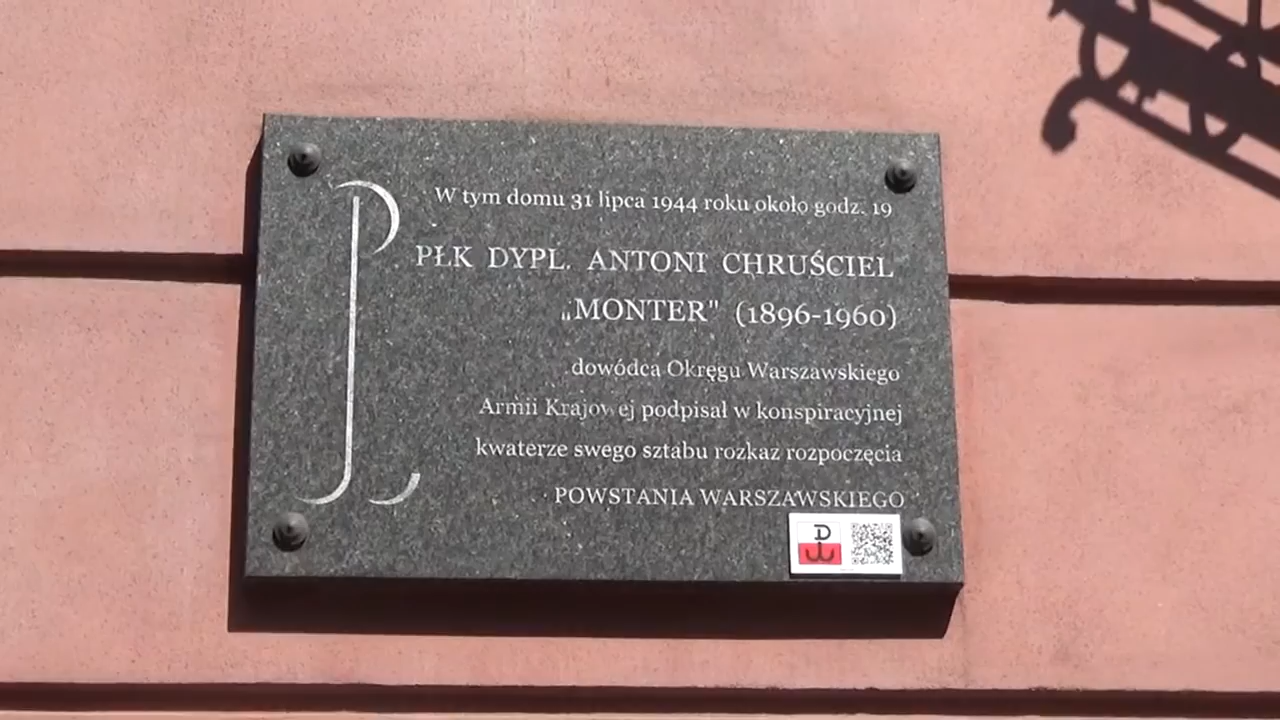 W tym domu 31 lipca 1944 roku około godz. 19
PŁK DYPL. ANTONI CHRUŚCIEL
„MONTER" (1896-1960)
dowódca Okręgu Warszawskiego
Armii Krajowej podpisał w konspiracyjnej
kwaterze swego sztabu rozkaz rozpoczęcia
POWSTANIA WARSZAWSKIEGO